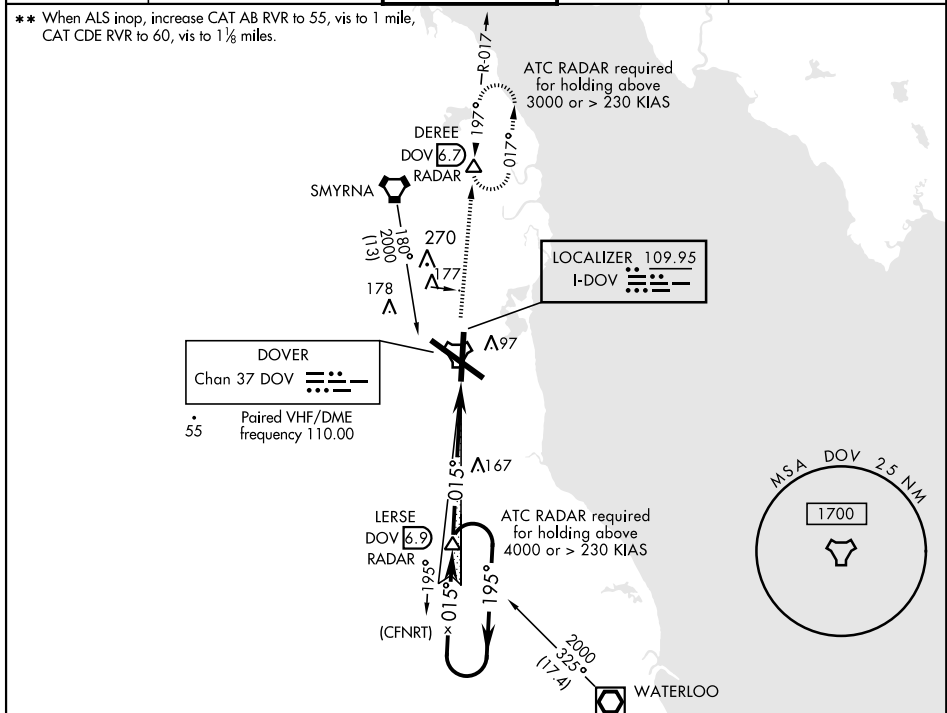 ** When ALS inop, increase CAT AB RVR to 55, vis to 1 mile,
CAT CDE RVR to 60, vis to 1⅛ miles.
R-017
ATC RADAR required
for holding above
3000 or > 230 KIAS
197°
017°
DEREE
DOV 6.7
RADAR
SMYRNA
180°
2000
(13)
270
177
178
LOCALIZER 109.95
I-DOV
97
DOVER
Chan 37 DOV
Paired VHF/DME
frequency 110.00
55
015°
167
LERSE
DOV 6.9
RADAR
ATC RADAR required
for holding above
4000 or > 230 KIAS
195°
015°
195°
(CFNRT) x
2000
325°
(17.4)
WATERLOO
MSA DOV 25 NM
1700